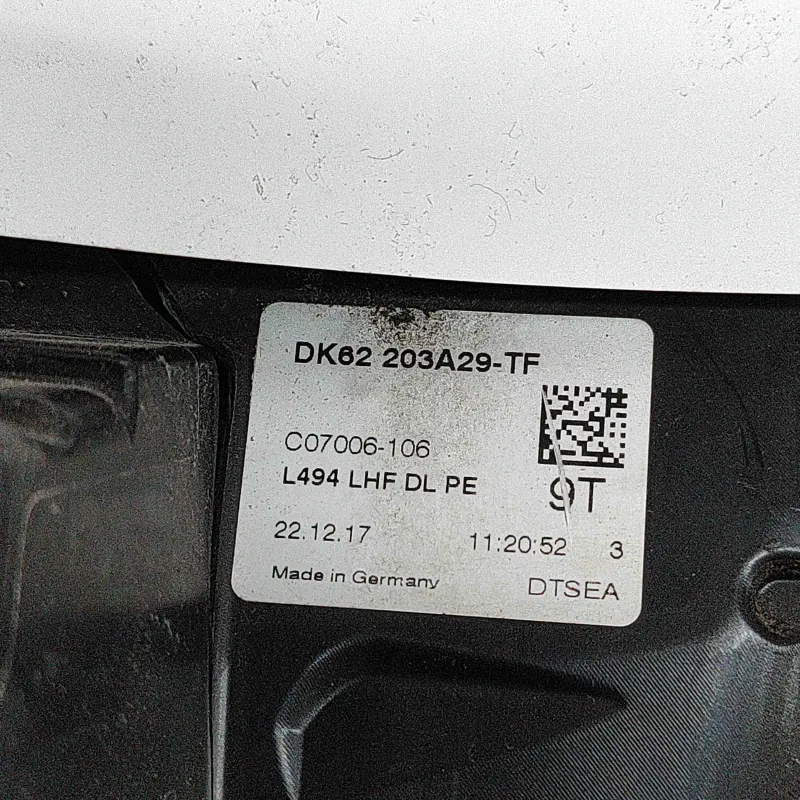 DK62 203A29-TF
C07006-106
L494 LHF DL PE
9T
22.12.17 11:20:52 3
Made in Germany DTSEA